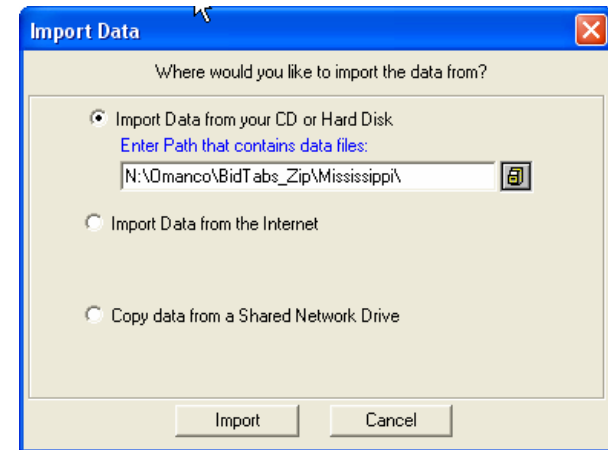 Import Data
Where would you like to import the data from?
Import Data from your CD or Hard Disk
Enter Path that contains data files:
N:\Omanco\BidTabs_Zip\Mississippi\
Import Data from the Internet
Copy data from a Shared Network Drive
Import Cancel